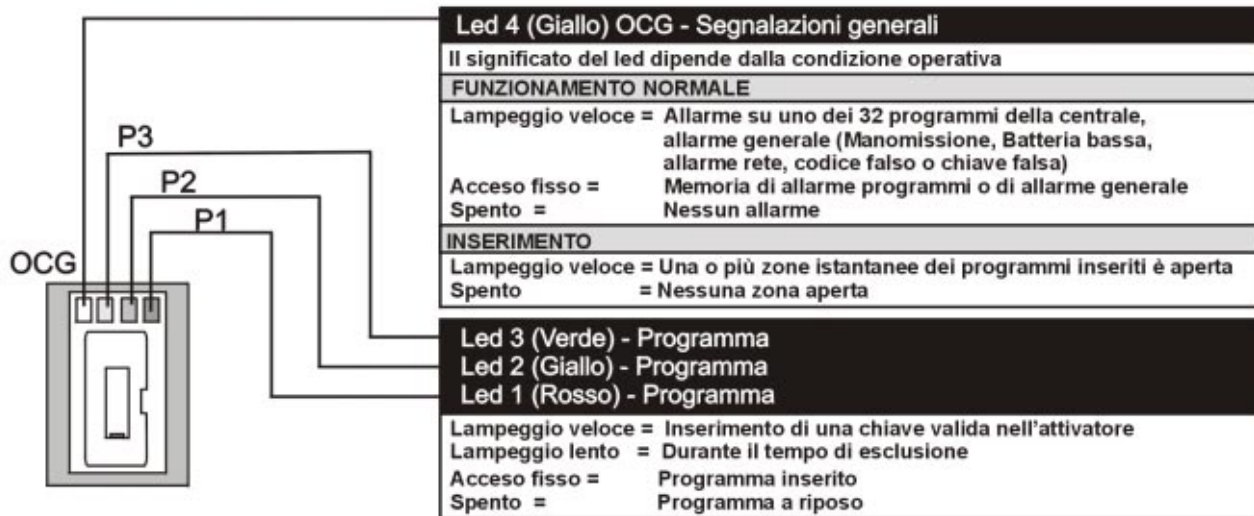 Led 4 (Giallo) OCG - Segnalazioni generali
Il significato del led dipende dalla condizione operativa
FUNZIONAMENTO NORMALE
Lampeggio veloce = Allarme su uno dei 32 programmi della centrale,
allarme generale (Manomissione, Batteria bassa,
allarme rete, codice falso o chiave falsa)
Acceso fisso = Memoria di allarme programmi o di allarme generale
Spento = Nessun allarme
INSERIMENTO
Lampeggio veloce = Una o più zone istantanee dei programmi inseriti è aperta
Spento = Nessuna zona aperta
P3
P2
P1
OCG
Led 3 (Verde) - Programma
Led 2 (Giallo) - Programma
Led 1 (Rosso) - Programma
Lampeggio veloce = Inserimento di una chiave valida nell'attivatore
Lampeggio lento = Durante il tempo di esclusione
Acceso fisso = Programma inserito
Spento = Programma a riposo